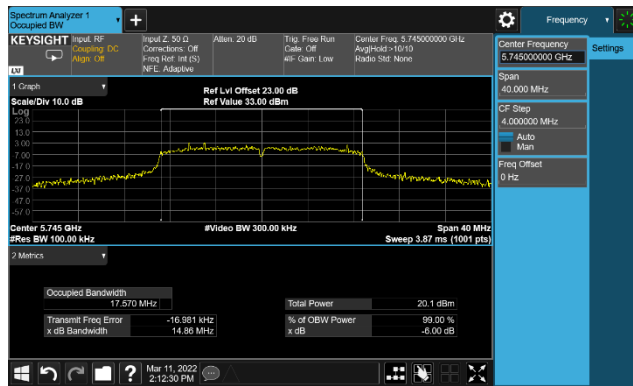 Spectrum Analyzer 1
Occupied BW
Frequency
KEYSIGHT
Input: RF
Coupling: DC
Align: Off
Input Z: 50 Ω
Corrections: Off
Freq Ref: Int (S)
NFE: Adaptive
Atten: 20 dB
Trig: Free Run
Gate: Off
#IF Gain: Low
Center Freq: 5.745000000 GHz
Avg|Hold:>10/10
Radio Std: None
LXI
Center Frequency
5.745000000 GHz
Settings
Span
40.000 MHz
CF Step
4.000000 MHz
Auto
Man
Freq Offset
0 Hz
1 Graph
Scale/Div 10.0 dB
Ref Lvl Offset 23.00 dB
Ref Value 33.00 dBm
Log
23.0
13.0
3.00
-7.00
-17.0
-27.0
-37.0
-47.0
-57.0
Center 5.745 GHz
#Video BW 300.00 kHz
Span 40 MHz
#Res BW 100.00 kHz
Sweep 3.87 ms (1001 pts)
2 Metrics
Occupied Bandwidth
17.570 MHz
Total Power 20.1 dBm
Transmit Freq Error -16.981 kHz
% of OBW Power 99.00 %
x dB Bandwidth 14.86 MHz
x dB -6.00 dB
Mar 11, 2022
2:12:30 PM